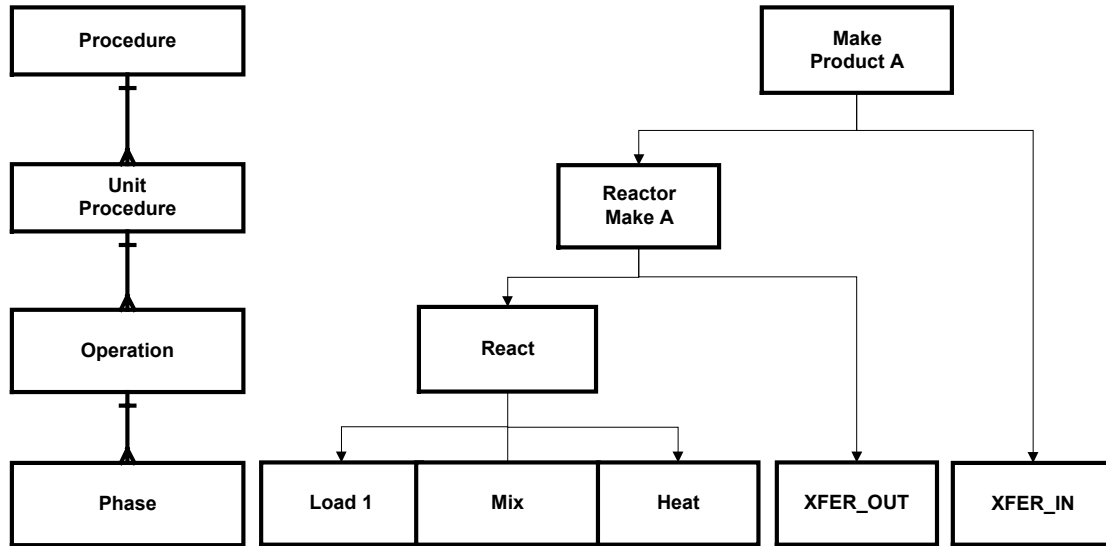 Procedure
Make
Product A
Unit
Procedure
Reactor
Make A
Operation
React
Phase
Load 1
Mix
Heat
XFER_OUT
XFER_IN